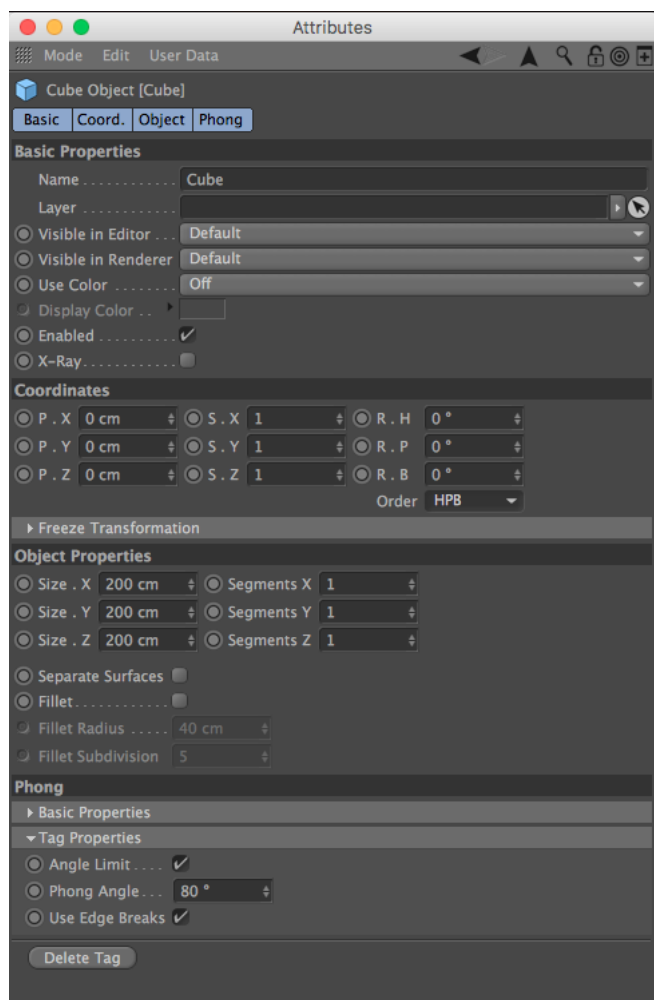 Attributes
Mode Edit User Data
Cube Object [Cube]
Basic Coord. Object Phong
Basic Properties
Name . . . . . . . . . . . . Cube
Layer . . . . . . . . . . . .
Visible in Editor . . . Default
Visible in Renderer Default
Use Color . . . . . . . . Off
Display Color . .
Enabled . . . . . . . . . .
X-Ray. . . . . . . . . . . .
Coordinates
P . X 0 cm S . X 1 R . H 0 °
P . Y 0 cm S . Y 1 R . P 0 °
P . Z 0 cm S . Z 1 R . B 0 °
Order HPB
Freeze Transformation
Object Properties
Size . X 200 cm Segments X 1
Size . Y 200 cm Segments Y 1
Size . Z 200 cm Segments Z 1
Separate Surfaces
Fillet. . . . . . . . . . . .
Fillet Radius . . . . . 40 cm
Fillet Subdivision 5
Phong
Basic Properties
Tag Properties
Angle Limit. . . .
Phong Angle. . . 80 °
Use Edge Breaks
Delete Tag